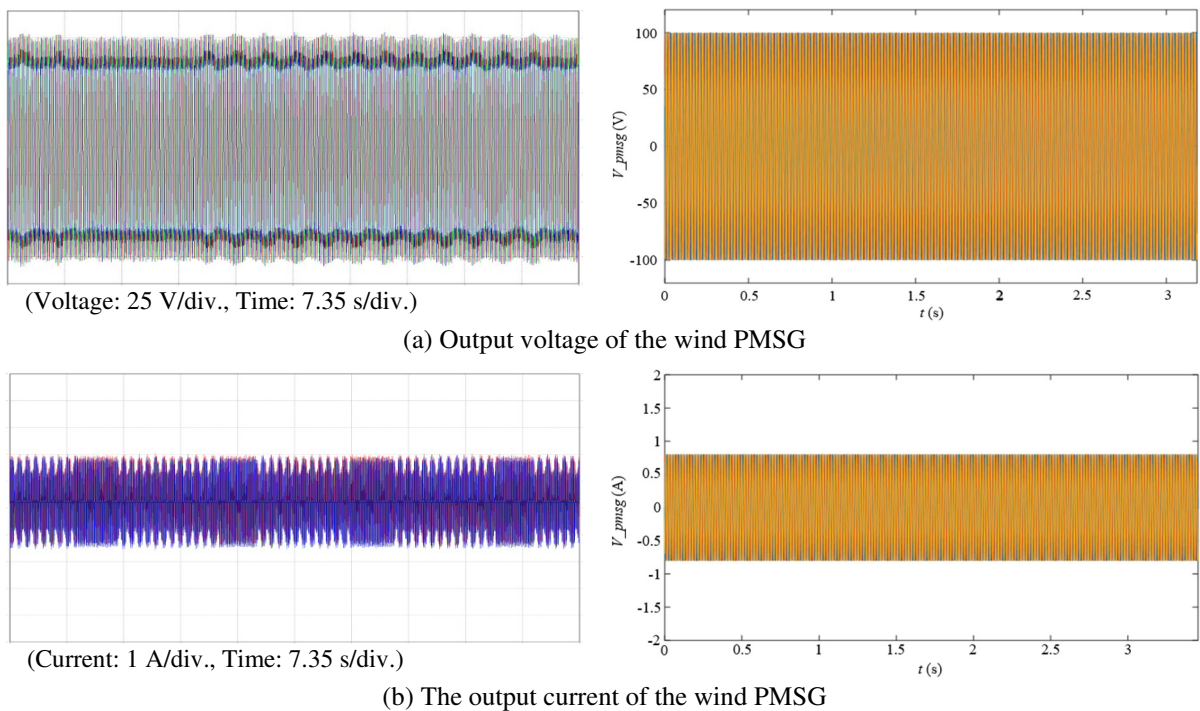 100
50
0
-50
-100
V_pmsg (V)
0 0.5 1 1.5 2 2.5 3
t (s)
(Voltage: 25 V/div., Time: 7.35 s/div.)
(a) Output voltage of the wind PMSG
2
1.5
1
0.5
0
-0.5
-1
-1.5
-2
V_pmsg (A)
0 0.5 1 1.5 2 2.5 3
t (s)
(Current: 1 A/div., Time: 7.35 s/div.)
(b) The output current of the wind PMSG